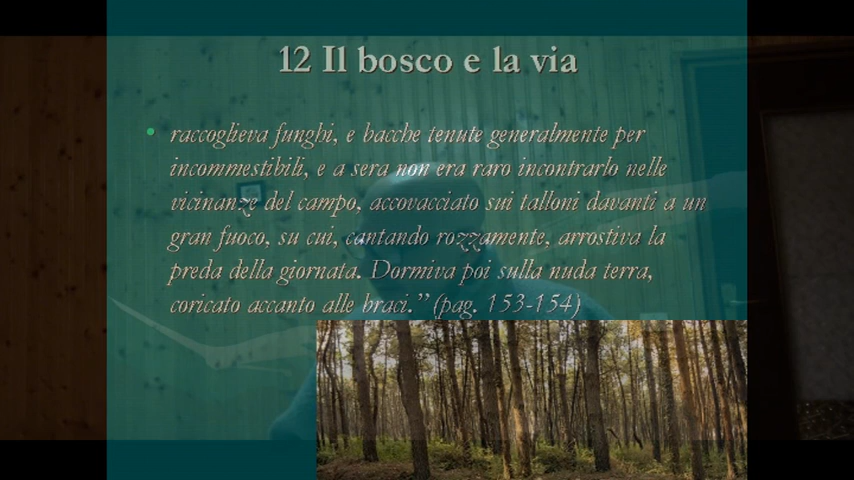 12 Il bosco e la via
• raccoglieva funghi, e bacche tenute generalmente per
incommestibili, e a sera non era raro incontrarlo nelle
vicinanze del campo, accovacciato sui talloni davanti a un
gran fuoco, su cui, cantando rozzamente, arrostiva la
preda della giornata. Dormiva poi sulla nuda terra,
coricato accanto alle braci.” (pag. 153-154)